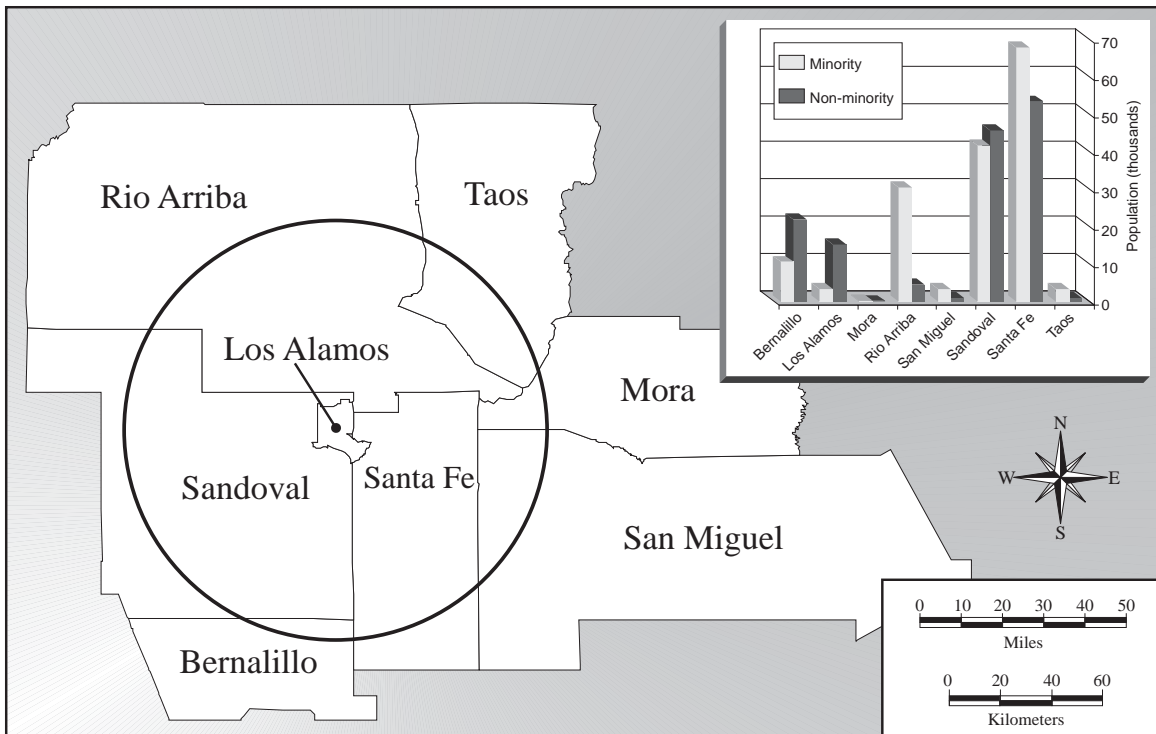 Rio Arriba
Taos
Los Alamos
Mora
Sandoval
Santa Fe
San Miguel
Bernalillo
Minority
Non-minority
70
60
50
40
30
20
10
0
Population (thousands)
Bernalillo
Los Alamos
Mora
Rio Arriba
San Miguel
Sandoval
Santa Fe
Taos
N
W E
S
0 10 20 30 40 50
Miles
0 20 40 60
Kilometers